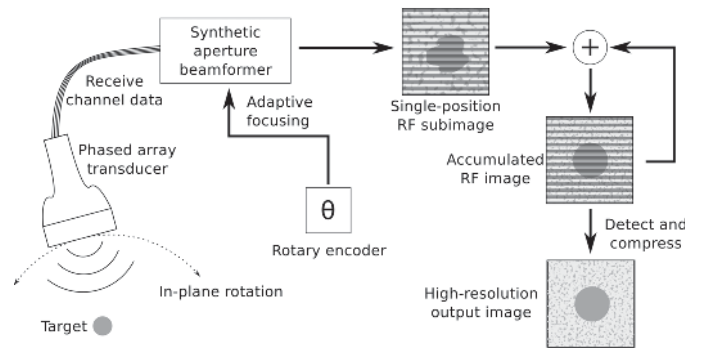 Synthetic
aperture
beamformer
Receive
channel data
Adaptive
focusing
Single-position
RF subimage
+
Phased array
transducer
Accumulated
RF image
θ
Rotary encoder
Detect and
compress
In-plane rotation
High-resolution
output image
Target